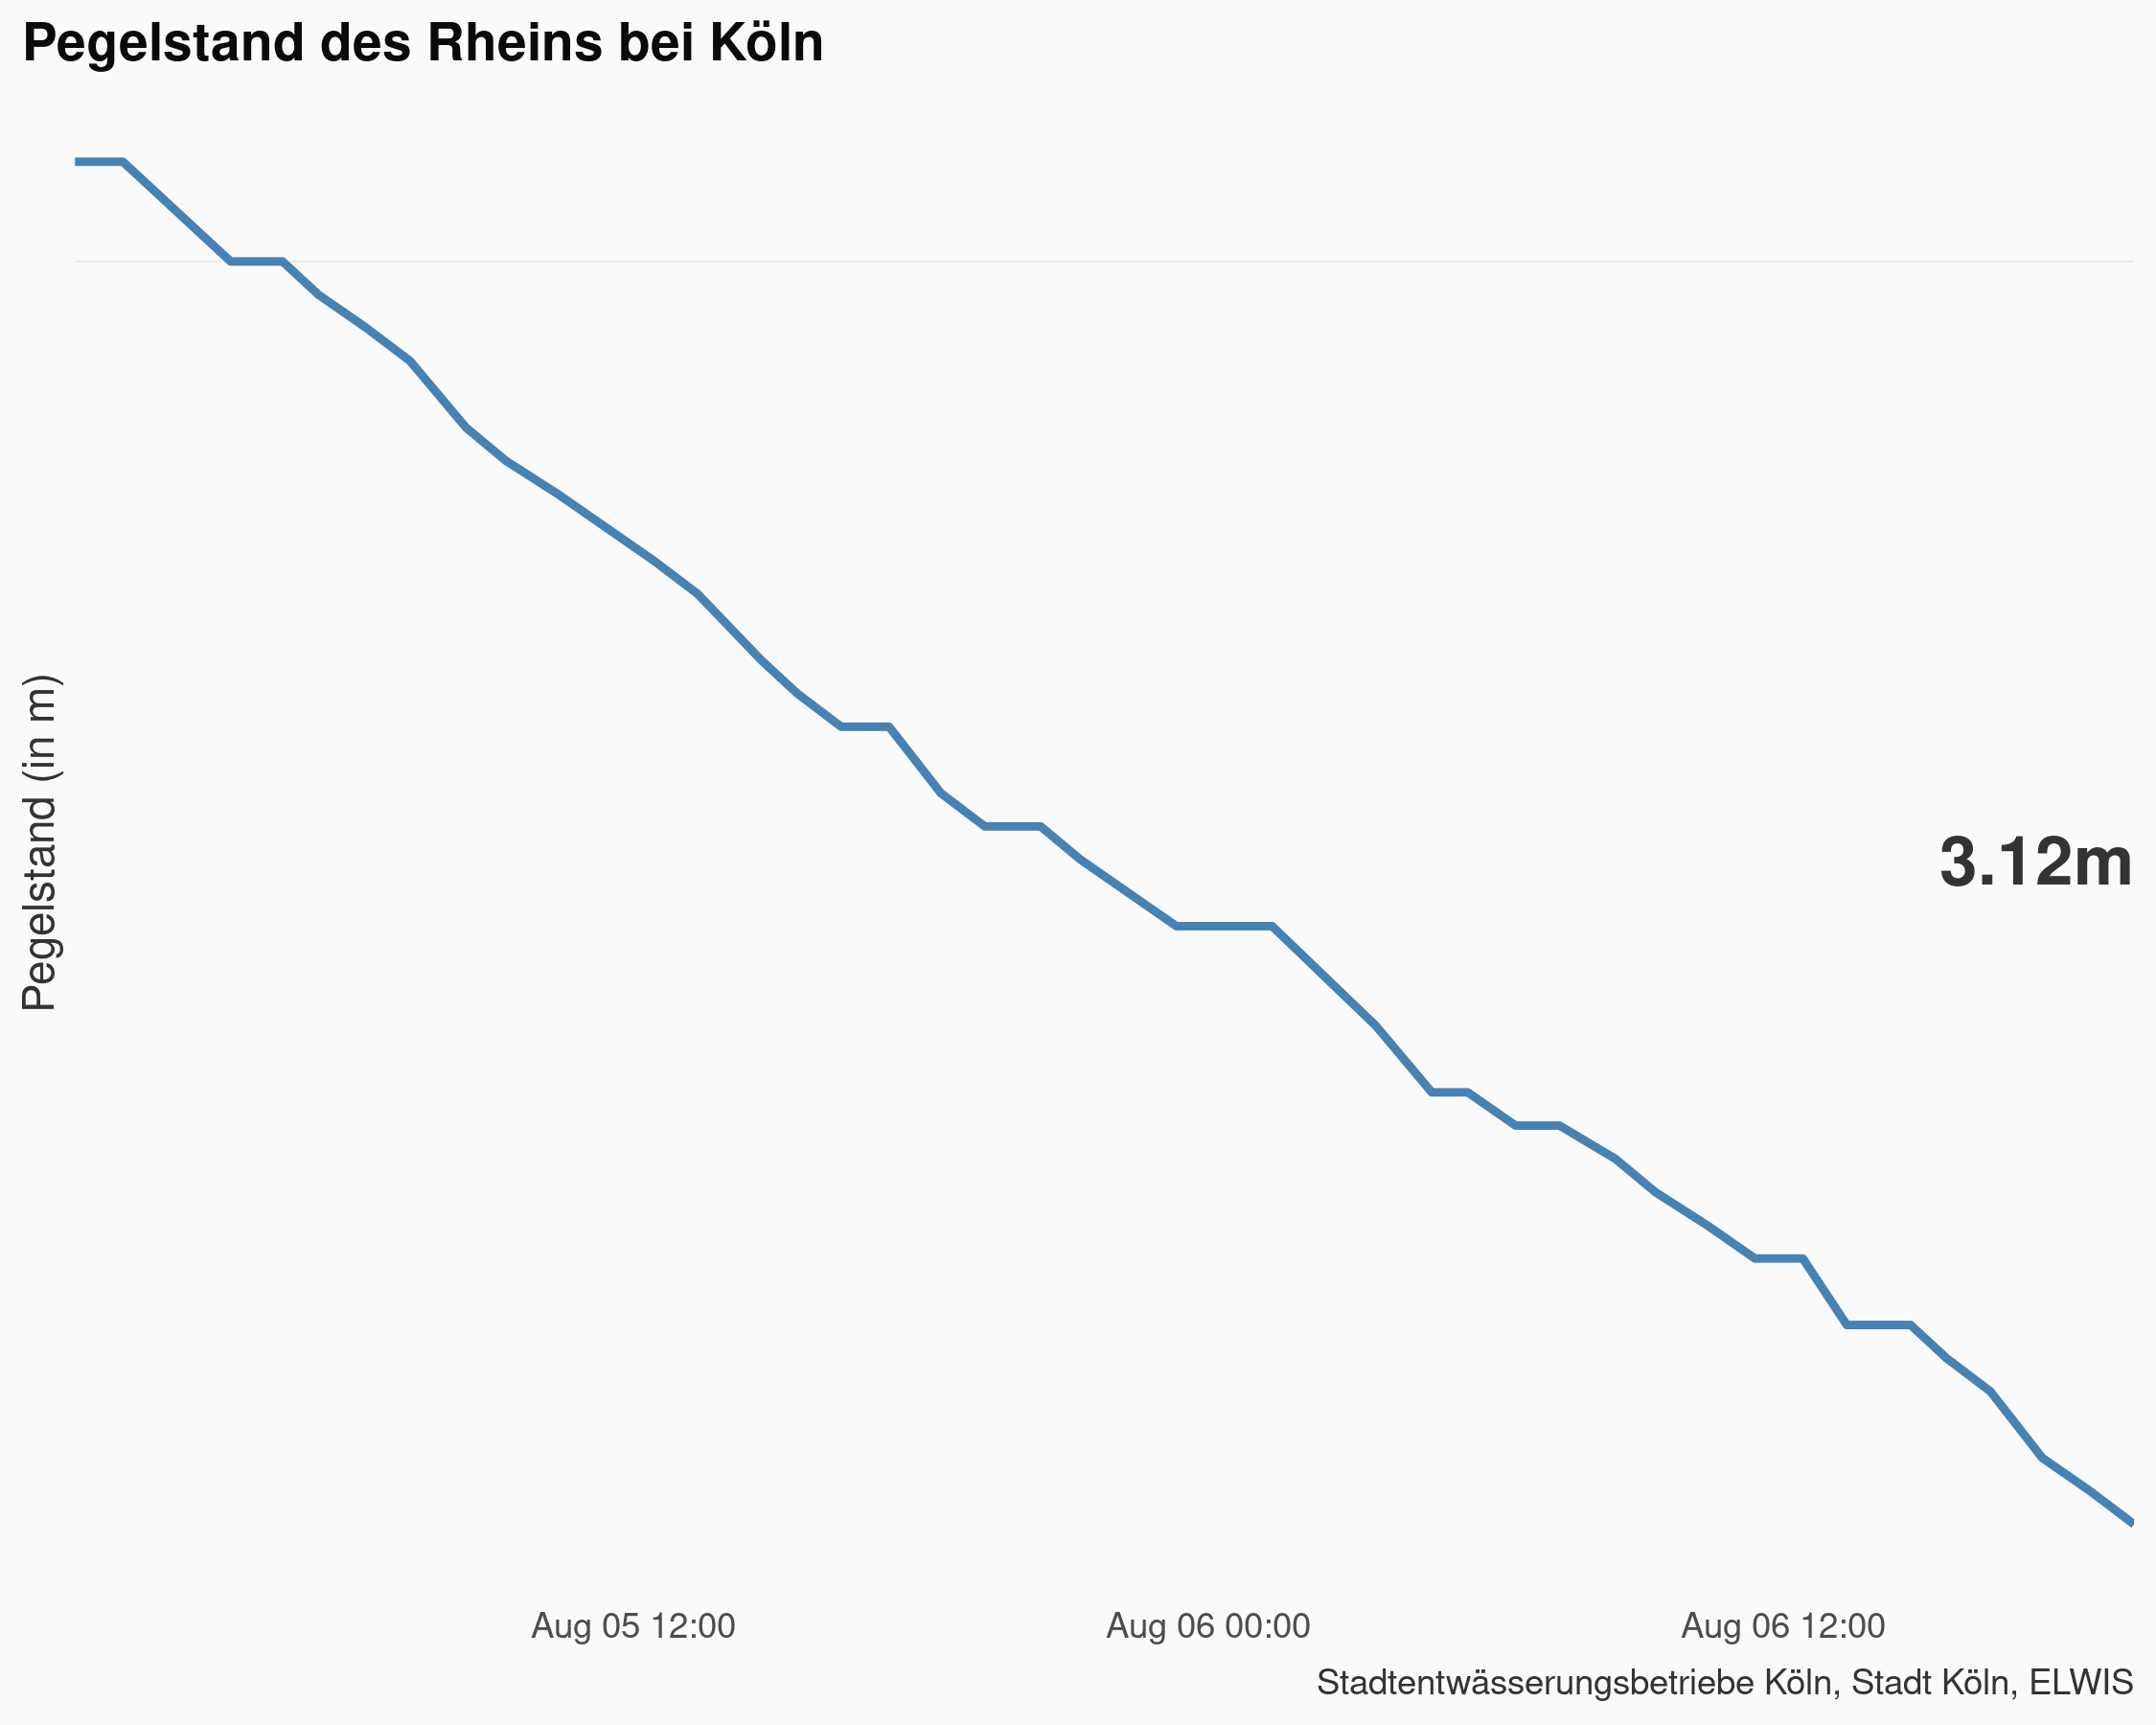 Pegelstand des Rheins bei Köln
Pegelstand (in m)
3.12m
Aug 05 12:00
Aug 06 00:00
Aug 06 12:00
Stadtentwässerungsbetriebe Köln, Stadt Köln, ELWIS